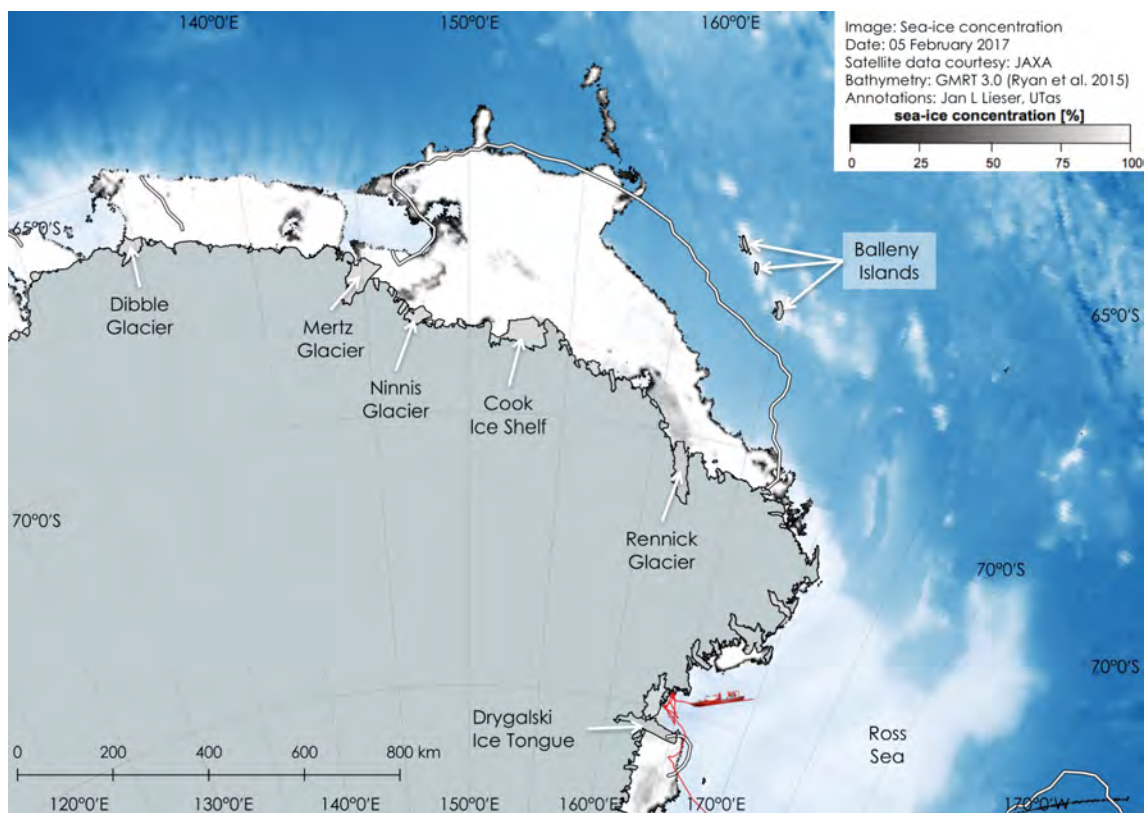 140°0'E
150°0'E
160°0'E
Image: Sea-ice concentration
Date: 05 February 2017
Satellite data courtesy: JAXA
Bathymetry: GMRT 3.0 (Ryan et al. 2015)
Annotations: Jan L Lieser, UTas
sea-ice concentration [%]
0 25 50 75 100
65°0'S
Balleny
Islands
65°0'S
Dibble
Glacier
Mertz
Glacier
Ninnis
Glacier
Cook
Ice Shelf
70°0'S
Rennick
Glacier
70°0'S
70°0'S
Drygalski
Ice Tongue
Ross
Sea
0 200 400 600 800 km
120°0'E
130°0'E
140°0'E
150°0'E
160°0'E
170°0'E
170°0'W